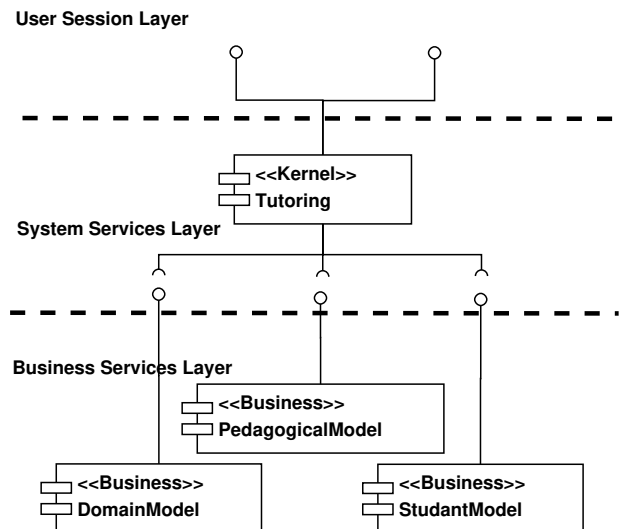 User Session Layer
<<Kernel>>
Tutoring
System Services Layer
Business Services Layer
<<Business>>
PedagogicalModel
<<Business>>
DomainModel
<<Business>>
StudantModel